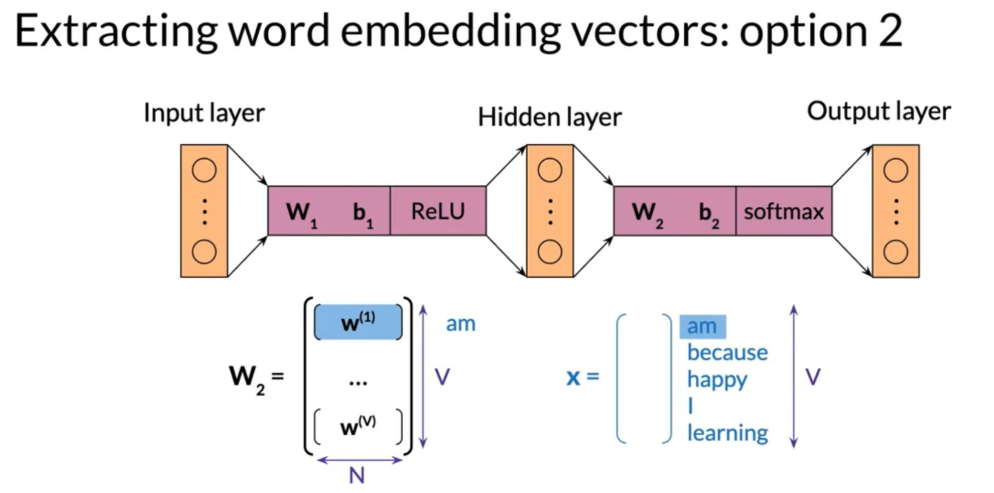 Extracting word embedding vectors: option 2
Input layer
Hidden layer
Output layer
W₁ b₁ ReLU
W₂ b₂ softmax
W₂ =
w⁽¹⁾
...
w⁽ⱽ⁾
am
V
N
x =
am
because
happy
I
learning
V